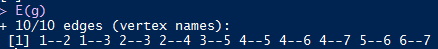 > E(g)
+ 10/10 edges (vertex names):
[1] 1--2 1--3 2--3 2--4 3--5 4--5 4--6 4--7 5--6 6--7